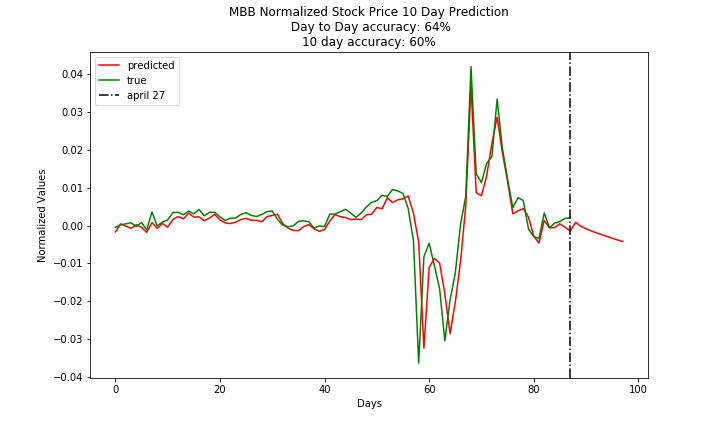 MBB Normalized Stock Price 10 Day Prediction
Day to Day accuracy: 64%
10 day accuracy: 60%
predicted
true
april 27
Normalized Values
0.04
0.03
0.02
0.01
0.00
−0.01
−0.02
−0.03
−0.04
0 20 40 60 80 100
Days